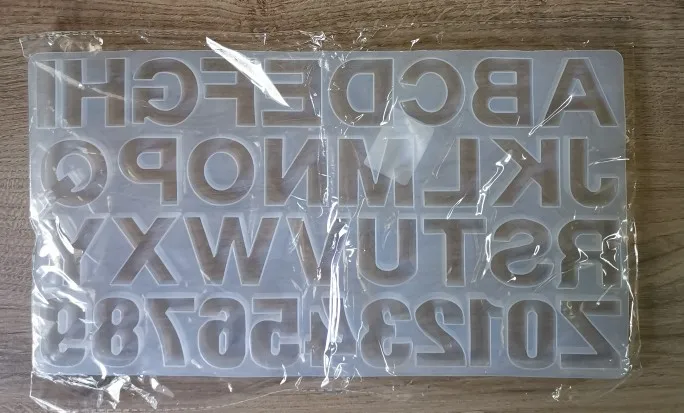 ABCDEFGHI
JKLMNOPQ
RSTUVWXY
Z0123456789